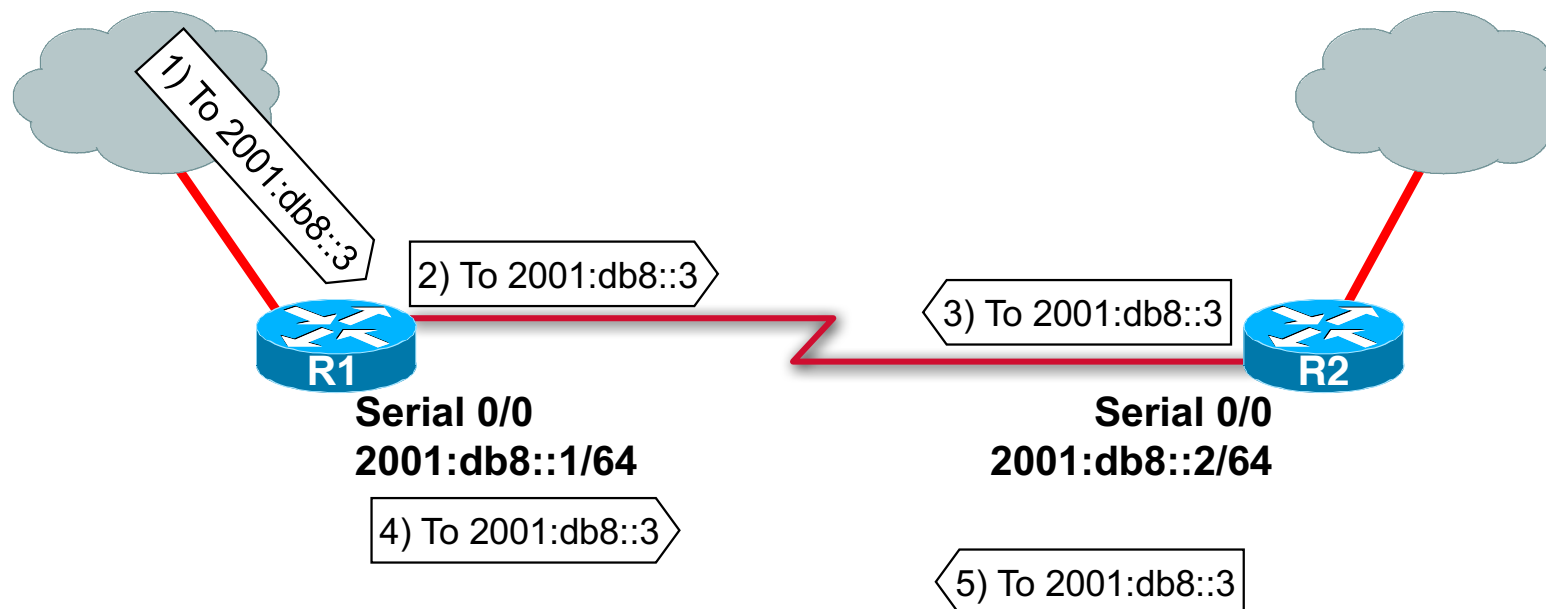 1) To 2001:db8::3
2) To 2001:db8::3
3) To 2001:db8::3
R1
R2
Serial 0/0
2001:db8::1/64
Serial 0/0
2001:db8::2/64
4) To 2001:db8::3
5) To 2001:db8::3